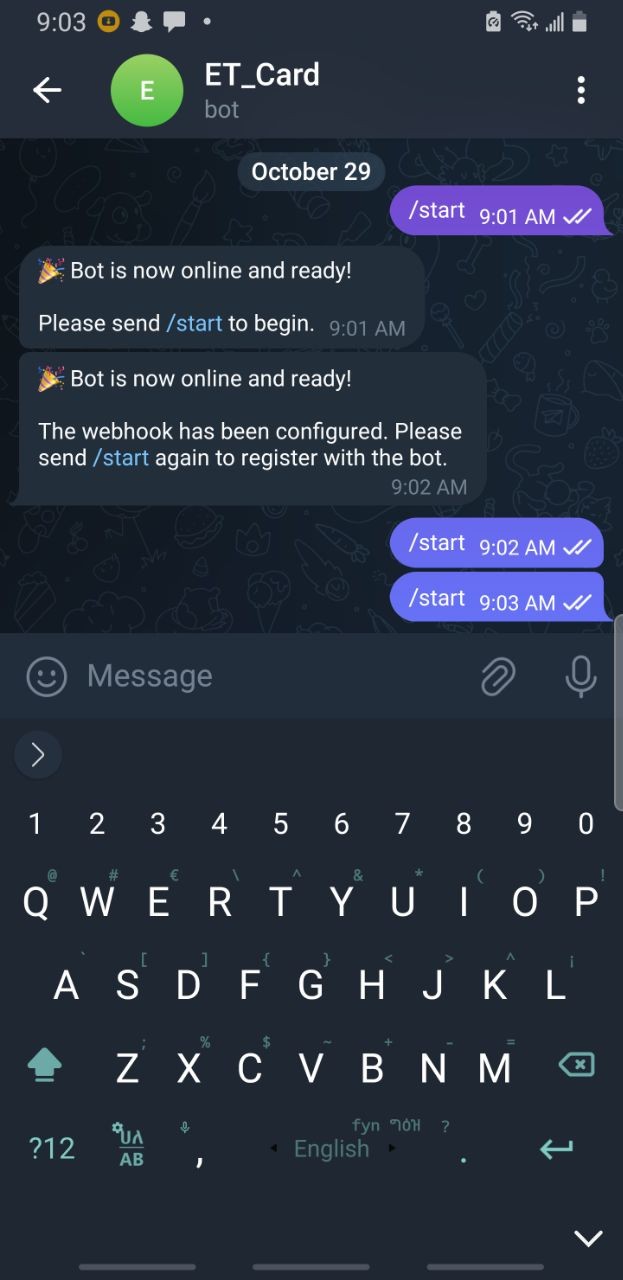 9:03
E
ET_Card
bot
October 29
/start 9:01 AM
🎉 Bot is now online and ready!
Please send /start to begin. 9:01 AM
🎉 Bot is now online and ready!
The webhook has been configured. Please
send /start again to register with the bot.
9:02 AM
/start 9:02 AM
/start 9:03 AM
Message
1 2 3 4 5 6 7 8 9 0
@ # € \ ^ & * ( ) !
Q W E R T Y U I O P
` [ ] { } < > ^ ¡
A S D F G H J K L
; % $ ~ + - =
Z X C V B N M
fyn ?
?12 AB , English .